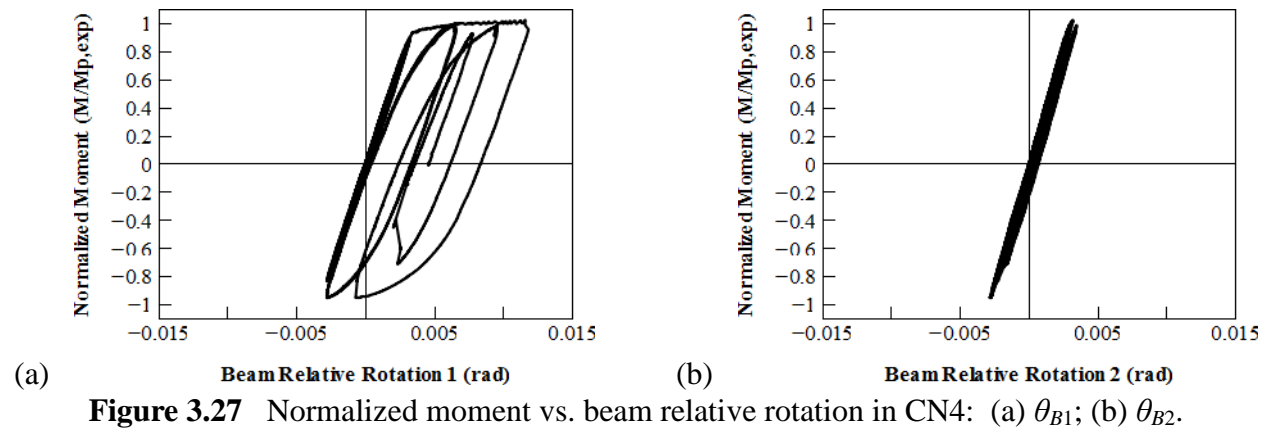 1
0.8
0.6
0.4
0.2
0
−0.2
−0.4
−0.6
−0.8
−1
Normalized Moment (M/Mp,exp)
−0.015 −0.005 0.005 0.015
Beam Relative Rotation 1 (rad)
(a)
1
0.8
0.6
0.4
0.2
0
−0.2
−0.4
−0.6
−0.8
−1
Normalized Moment (M/Mp,exp)
−0.015 −0.005 0.005 0.015
Beam Relative Rotation 2 (rad)
(b)
Figure 3.27 Normalized moment vs. beam relative rotation in CN4: (a) θB1; (b) θB2.